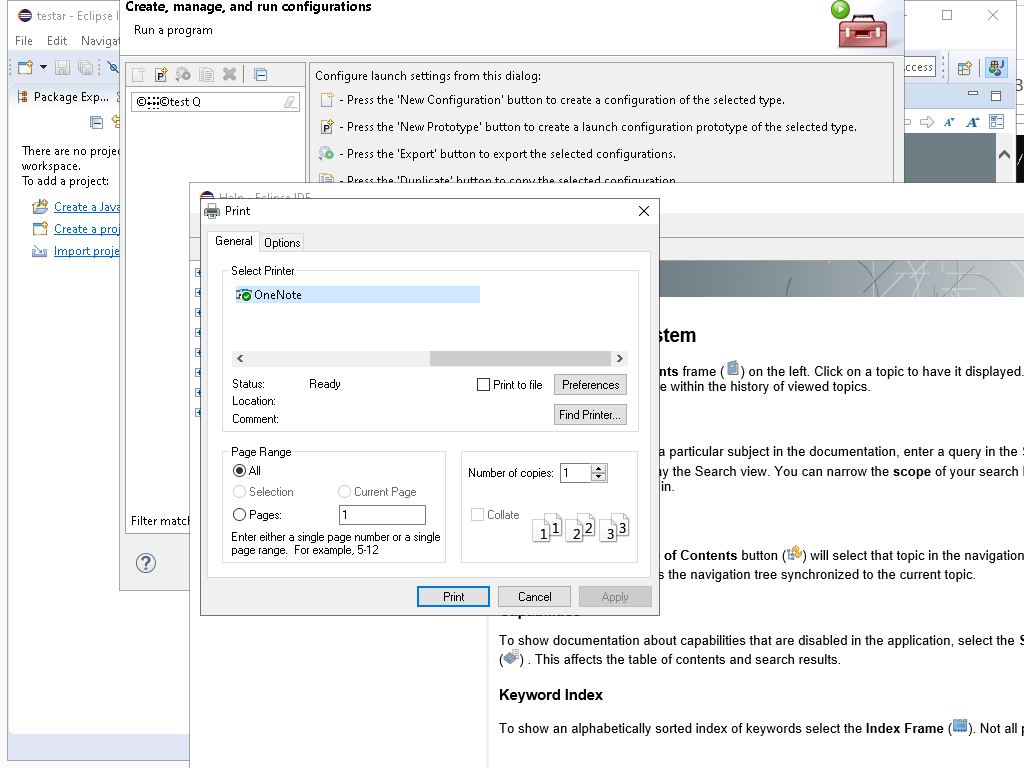 testar - Eclipse I
File Edit Navigat
Package Exp...
There are no proje
workspace.
To add a project:
Create a Java
Create a proj
Import proje
Create, manage, and run configurations
Run a program
©test Q
Filter match
Configure launch settings from this dialog:
- Press the 'New Configuration' button to create a configuration of the selected type.
- Press the 'New Prototype' button to create a launch configuration prototype of the selected type.
- Press the 'Export' button to export the selected configurations.
- Press the 'Duplicate' button to copy the selected configuration.
ccess
Help - Eclipse IDE
Print
General Options
Select Printer
OneNote
Status: Ready
Location:
Comment:
Print to file
Preferences
Find Printer...
Page Range
All
Selection Current Page
Pages: 1
Enter either a single page number or a single
page range. For example, 5-12
Number of copies: 1
Collate
1 1 2 2 3 3
Print Cancel Apply
stem
nts frame ( ) on the left. Click on a topic to have it displayed.
e within the history of viewed topics.
a particular subject in the documentation, enter a query in the
y the Search view. You can narrow the scope of your search
in.
of Contents button ( ) will select that topic in the navigation
s the navigation tree synchronized to the current topic.
Capabilities
To show documentation about capabilities that are disabled in the application, select the S
( ) . This affects the table of contents and search results.
Keyword Index
To show an alphabetically sorted index of keywords select the Index Frame ( ). Not all p